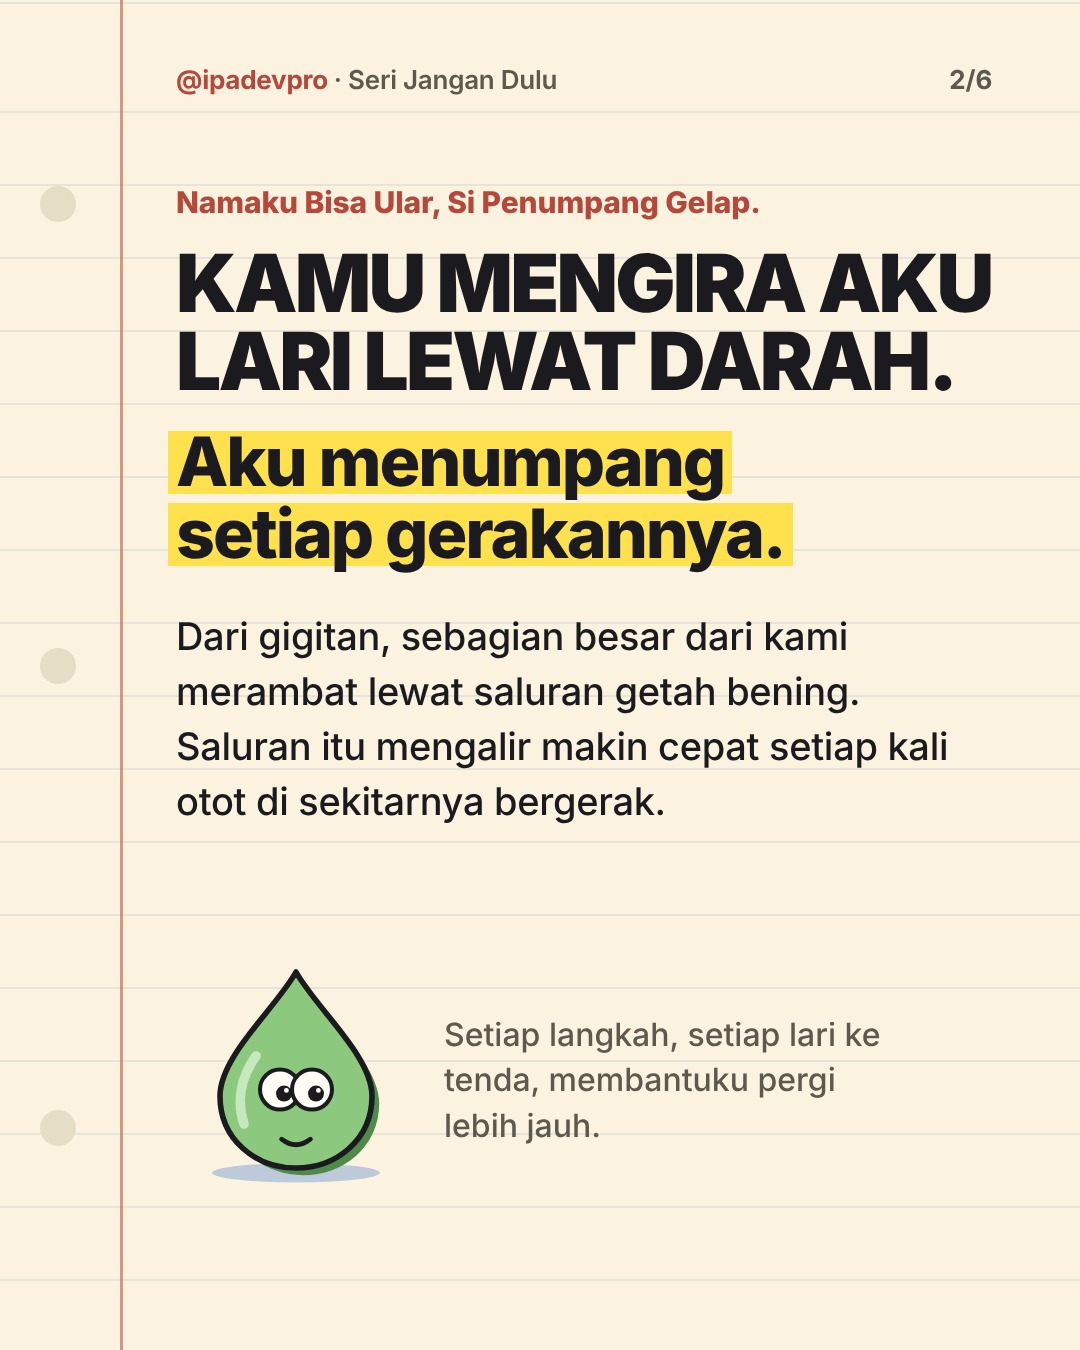 @ipadevpro · Seri Jangan Dulu
2/6
Namaku Bisa Ular, Si Penumpang Gelap.
KAMU MENGIRA AKU
LARI LEWAT DARAH.
Aku menumpang
setiap gerakannya.
Dari gigitan, sebagian besar dari kami
merambat lewat saluran getah bening.
Saluran itu mengalir makin cepat setiap kali
otot di sekitarnya bergerak.
Setiap langkah, setiap lari ke
tenda, membantuku pergi
lebih jauh.